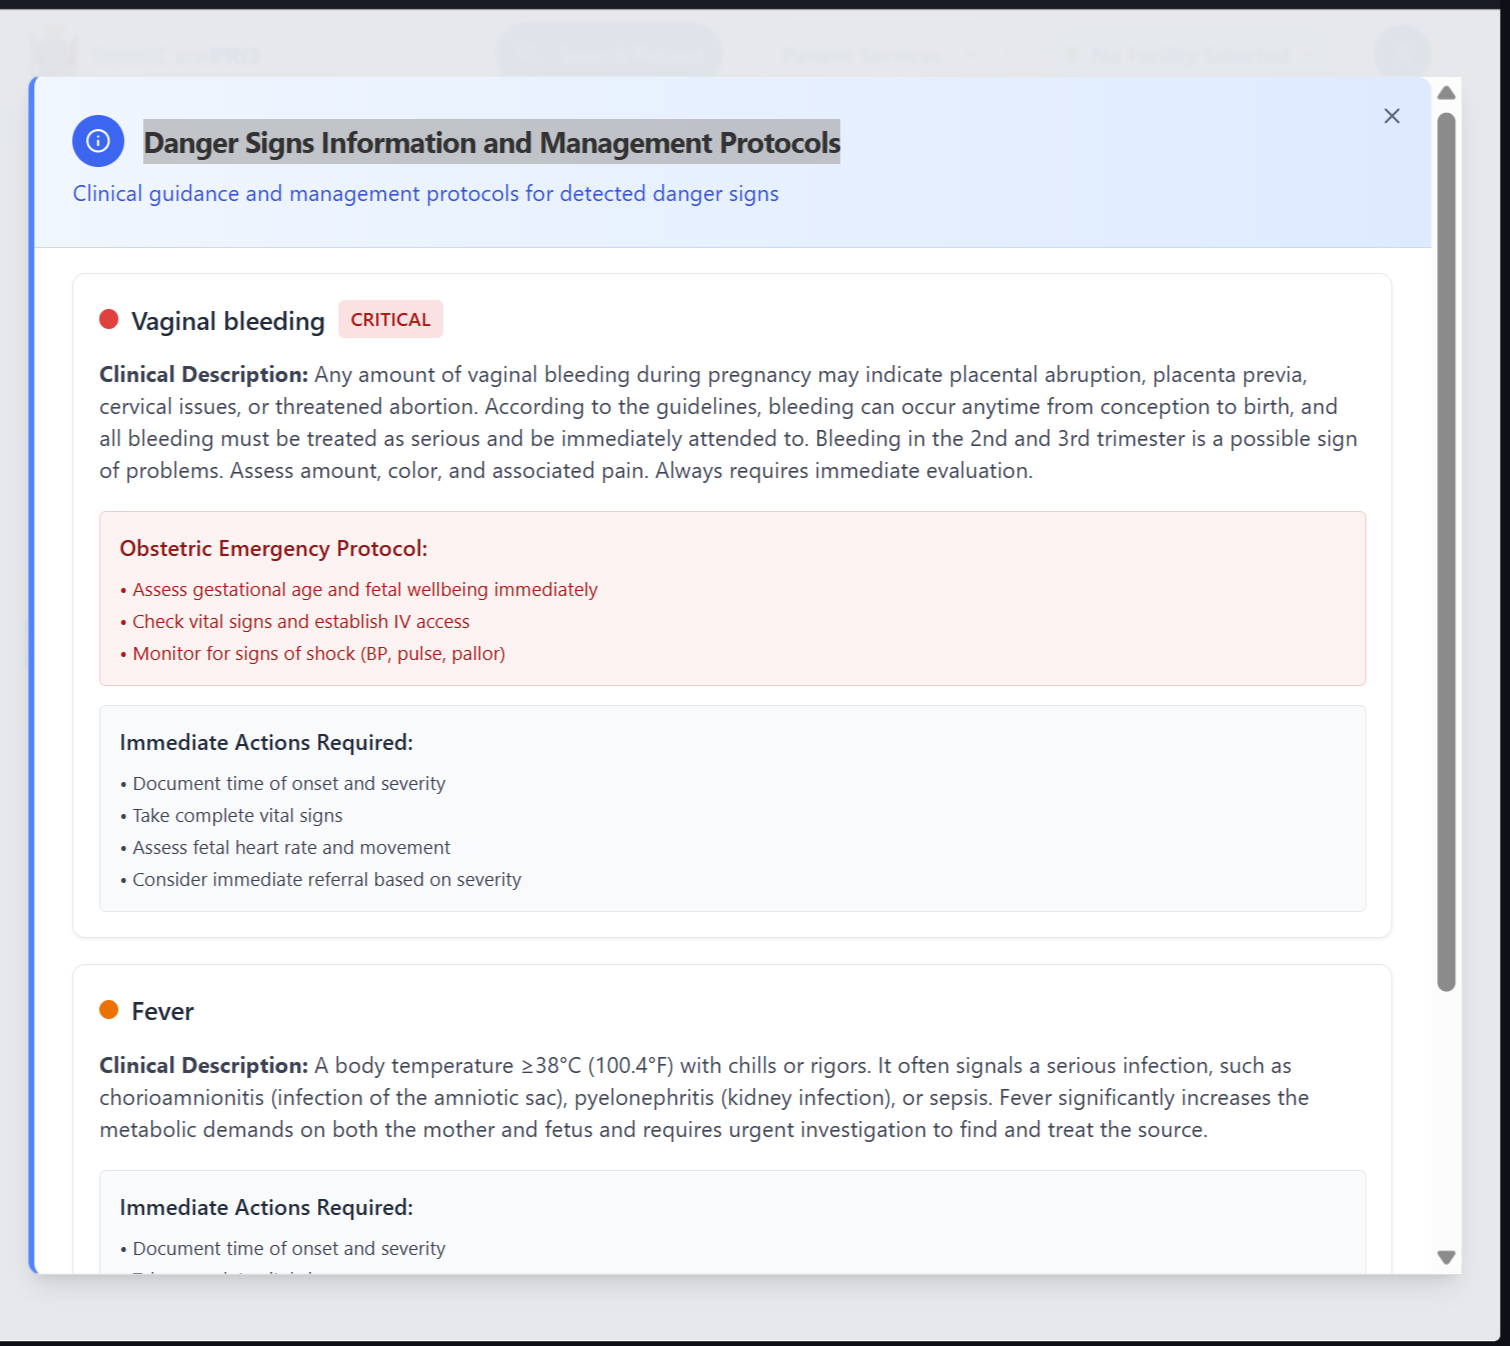 SmartCarePRO
Patient Services
No Facility Selected
Danger Signs Information and Management Protocols
Clinical guidance and management protocols for detected danger signs
Vaginal bleeding CRITICAL
Clinical Description: Any amount of vaginal bleeding during pregnancy may indicate placental abruption, placenta previa,
cervical issues, or threatened abortion. According to the guidelines, bleeding can occur anytime from conception to birth, and
all bleeding must be treated as serious and be immediately attended to. Bleeding in the 2nd and 3rd trimester is a possible sign
of problems. Assess amount, color, and associated pain. Always requires immediate evaluation.
Obstetric Emergency Protocol:
• Assess gestational age and fetal wellbeing immediately
• Check vital signs and establish IV access
• Monitor for signs of shock (BP, pulse, pallor)
Immediate Actions Required:
• Document time of onset and severity
• Take complete vital signs
• Assess fetal heart rate and movement
• Consider immediate referral based on severity
Fever
Clinical Description: A body temperature ≥38°C (100.4°F) with chills or rigors. It often signals a serious infection, such as
chorioamnionitis (infection of the amniotic sac), pyelonephritis (kidney infection), or sepsis. Fever significantly increases the
metabolic demands on both the mother and fetus and requires urgent investigation to find and treat the source.
Immediate Actions Required:
• Document time of onset and severity